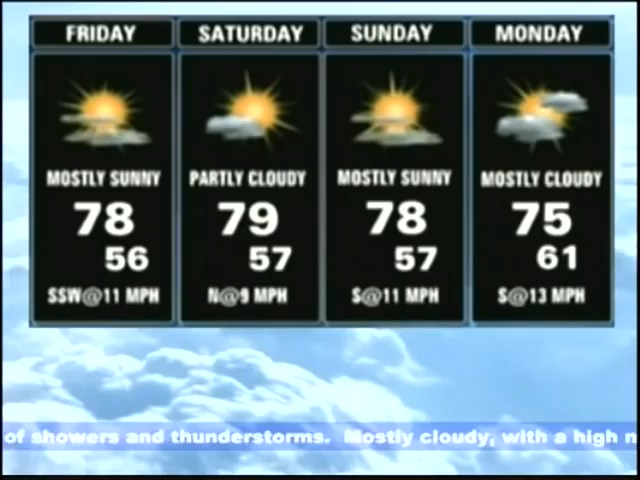 FRIDAY
MOSTLY SUNNY
78
56
SSW@11 MPH
SATURDAY
PARTLY CLOUDY
79
57
N@9 MPH
SUNDAY
MOSTLY SUNNY
78
57
S@11 MPH
MONDAY
MOSTLY CLOUDY
75
61
S@13 MPH
of showers and thunderstorms. Mostly cloudy, with a high n